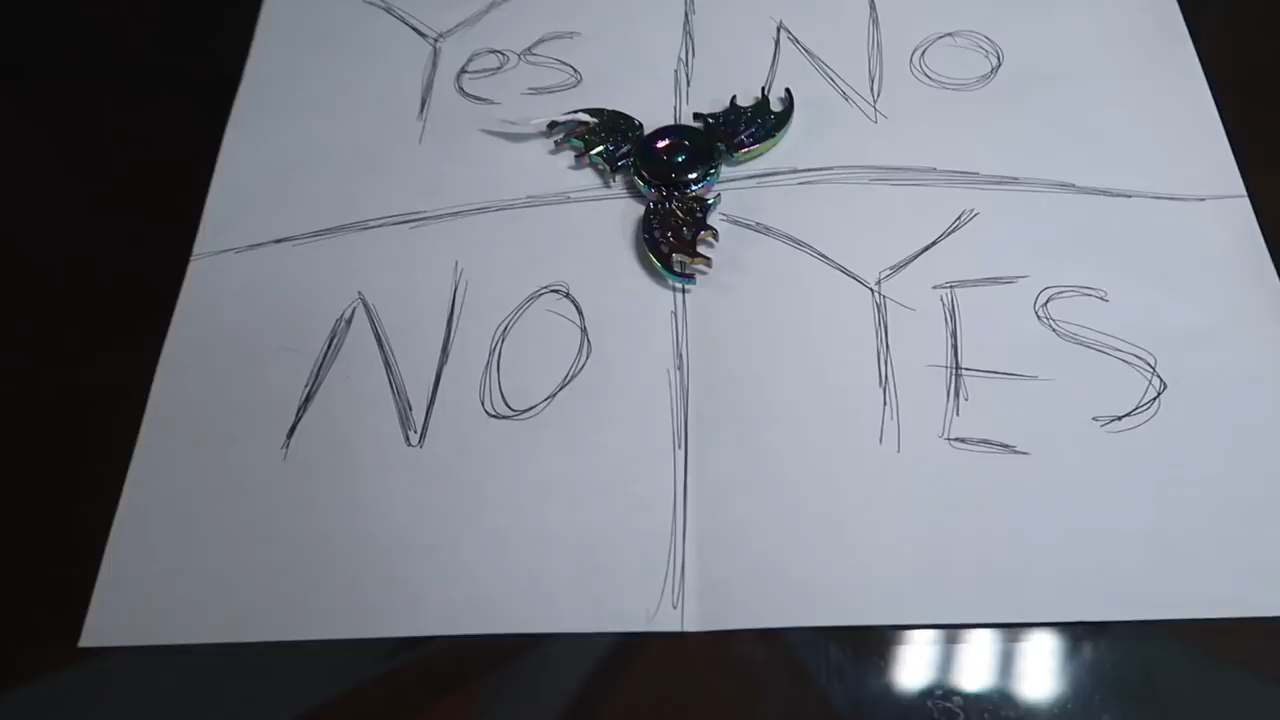 Yes No
NO YES